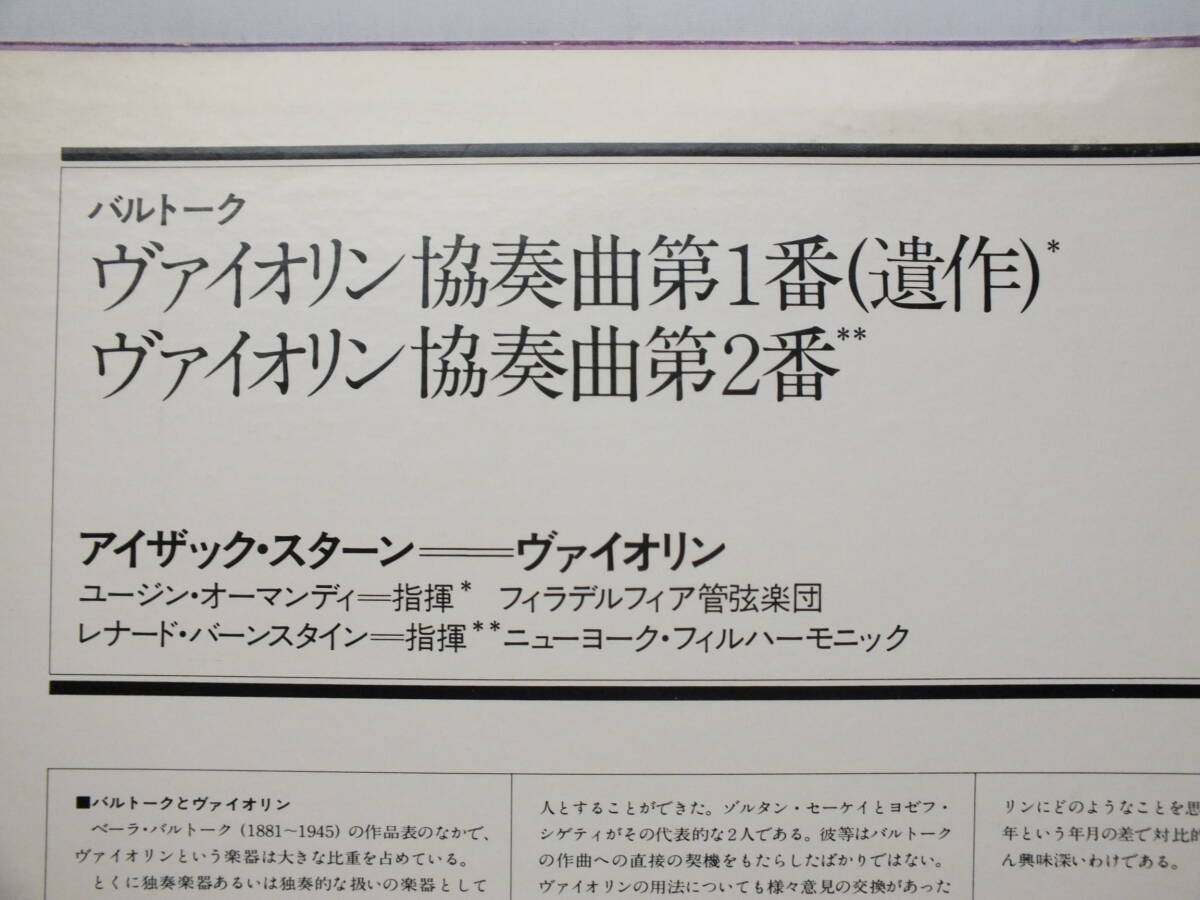 バルトーク
ヴァイオリン協奏曲第1番(遺作)*
ヴァイオリン協奏曲第2番**
アイザック・スターン══ヴァイオリン
ユージン・オーマンディ═指揮* フィラデルフィア管弦楽団
レナード・バーンスタイン═指揮**ニューヨーク・フィルハーモニック
■バルトークとヴァイオリン
ベーラ・バルトーク(1881~1945)の作品表のなかで、
ヴァイオリンという楽器は大きな比重を占めている。
とくに独奏楽器あるいは独奏的な扱いの楽器として
人とすることができた。ゾルタン・セーケイとヨゼフ・
シゲティがその代表的な2人である。彼等はバルトーク
の作曲への直接の契機をもたらしたばかりではない。
ヴァイオリンの用法についても様々意見の交換があった
リンにどのようなことを思
年という年月の差で対比的
ん興味深いわけである。